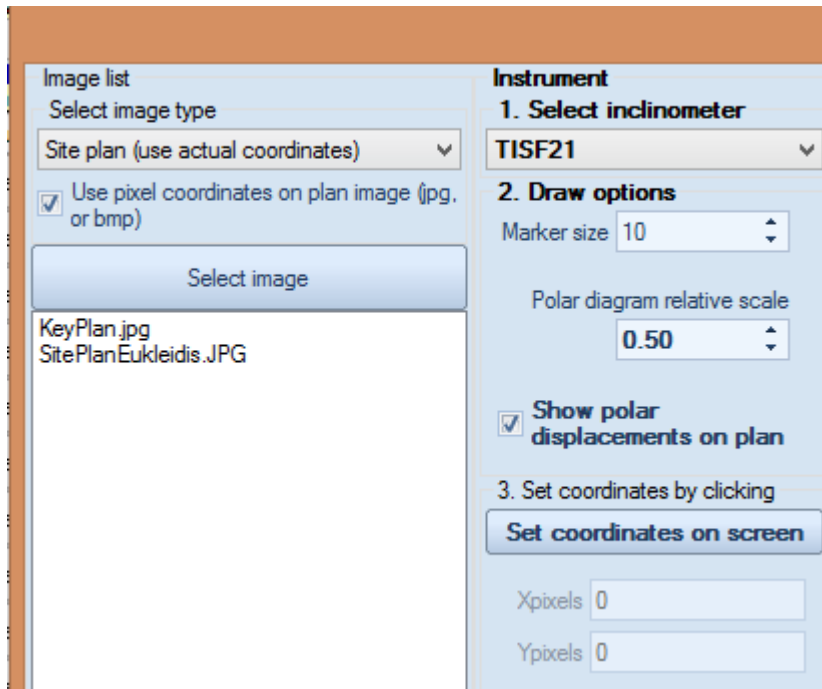 Image list
Select image type
Site plan (use actual coordinates)
Use pixel coordinates on plan image (jpg,
or bmp)
Select image
KeyPlan.jpg
SitePlanEukleidis.JPG
Instrument
1. Select inclinometer
TISF21
2. Draw options
Marker size 10
Polar diagram relative scale
0.50
Show polar
displacements on plan
3. Set coordinates by clicking
Set coordinates on screen
Xpixels 0
Ypixels 0